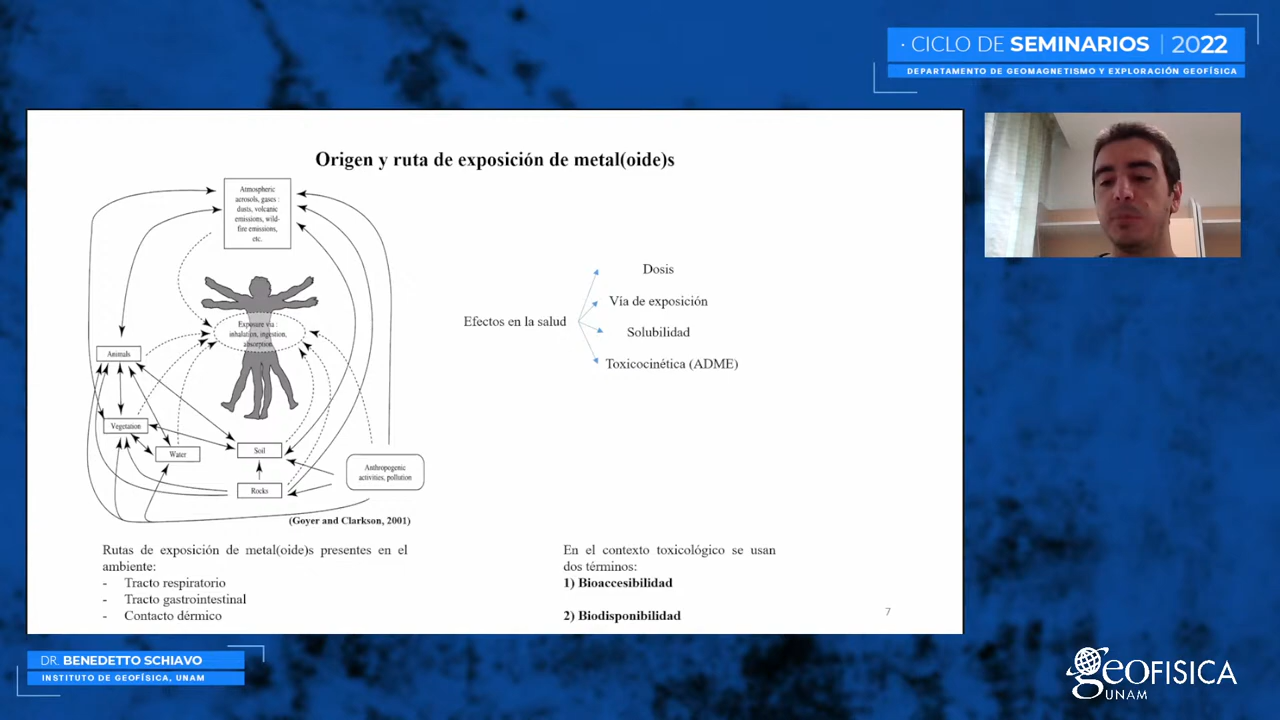 · CICLO DE SEMINARIOS | 2022
DEPARTAMENTO DE GEOMAGNETISMO Y EXPLORACIÓN GEOFÍSICA
Origen y ruta de exposición de metal(oide)s
Atmospheric
aerosols, gases :
dusts, volcanic
emissions, wild-
fire emissions,
etc.
Exposure via :
inhalation, ingestion,
absorption
Animals
Vegetation
Water
Soil
Rocks
Anthropogenic
activities, pollution
(Goyer and Clarkson, 2001)
Efectos en la salud
Dosis
Vía de exposición
Solubilidad
Toxicocinética (ADME)
Rutas de exposición de metal(oide)s presentes en el
ambiente:
- Tracto respiratorio
- Tracto gastrointestinal
- Contacto dérmico
En el contexto toxicológico se usan
dos términos:
1) Bioaccesibilidad
2) Biodisponibilidad
7
DR. BENEDETTO SCHIAVO
INSTITUTO DE GEOFÍSICA, UNAM
GEOFISICA
UNAM